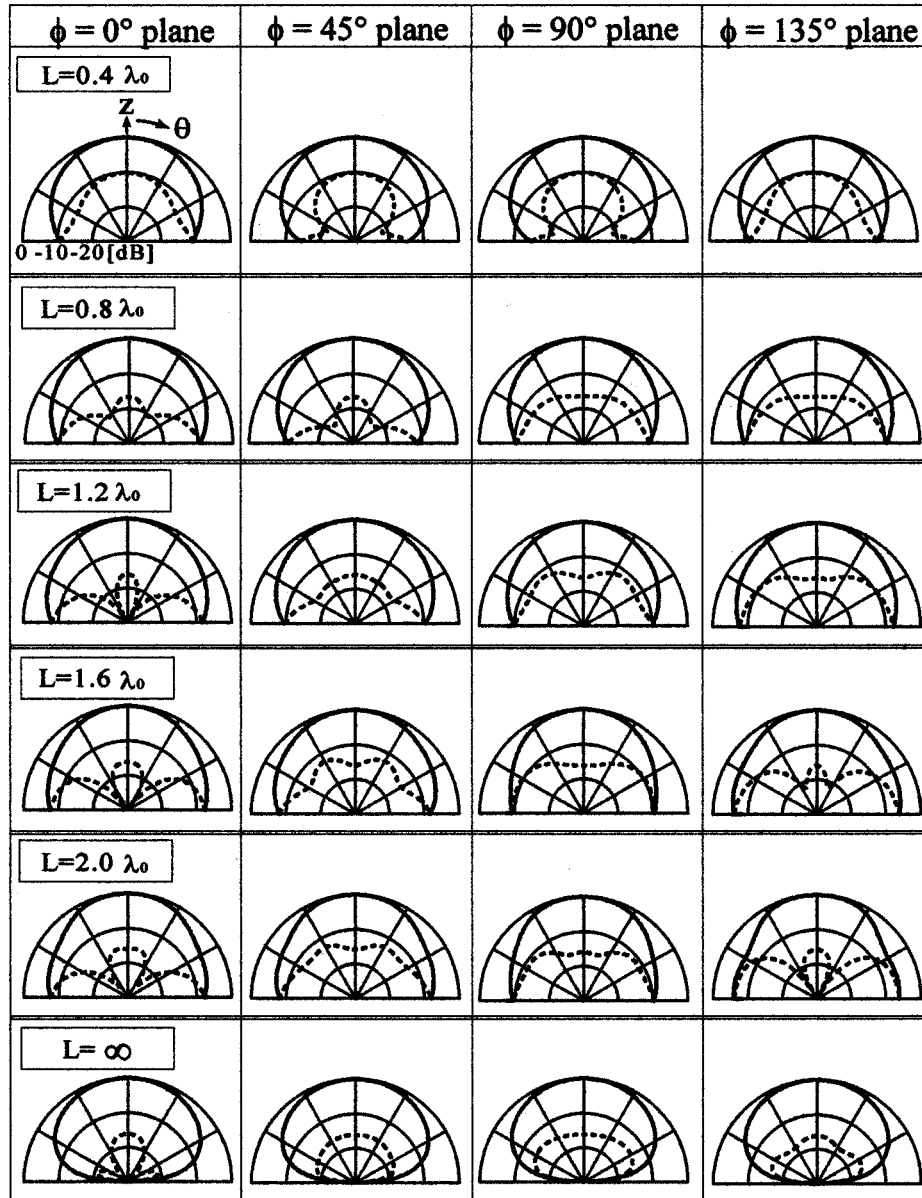 ϕ = 0° plane ϕ = 45° plane ϕ = 90° plane ϕ = 135° plane
L=0.4 λ₀
z
θ
0 -10-20[dB]
L=0.8 λ₀
L=1.2 λ₀
L=1.6 λ₀
L=2.0 λ₀
L= ∞